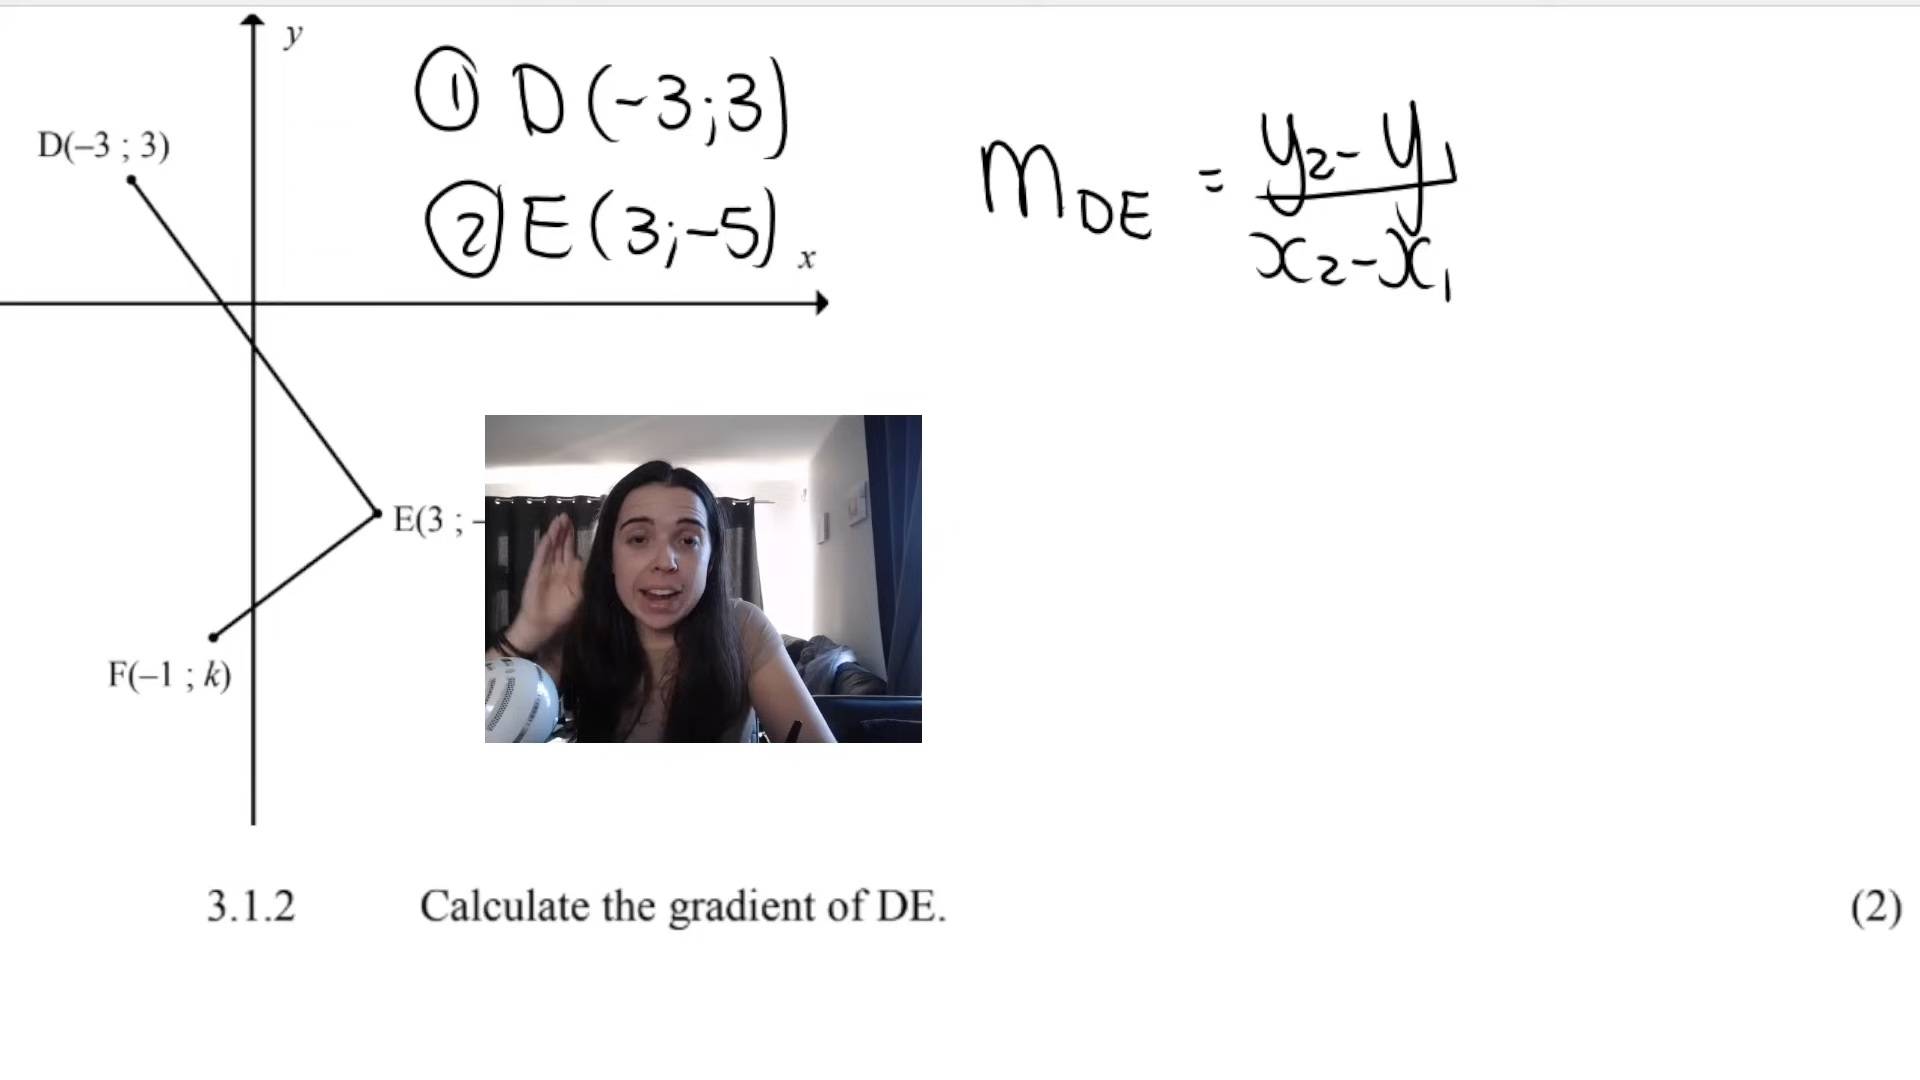 y
① D(-3;3)
D(–3 ; 3)
m_DE = (y₂ - y₁)/(x₂ - x₁)
② E(3;-5)
x
E(3 ; –
F(–1 ; k)
3.1.2 Calculate the gradient of DE. (2)